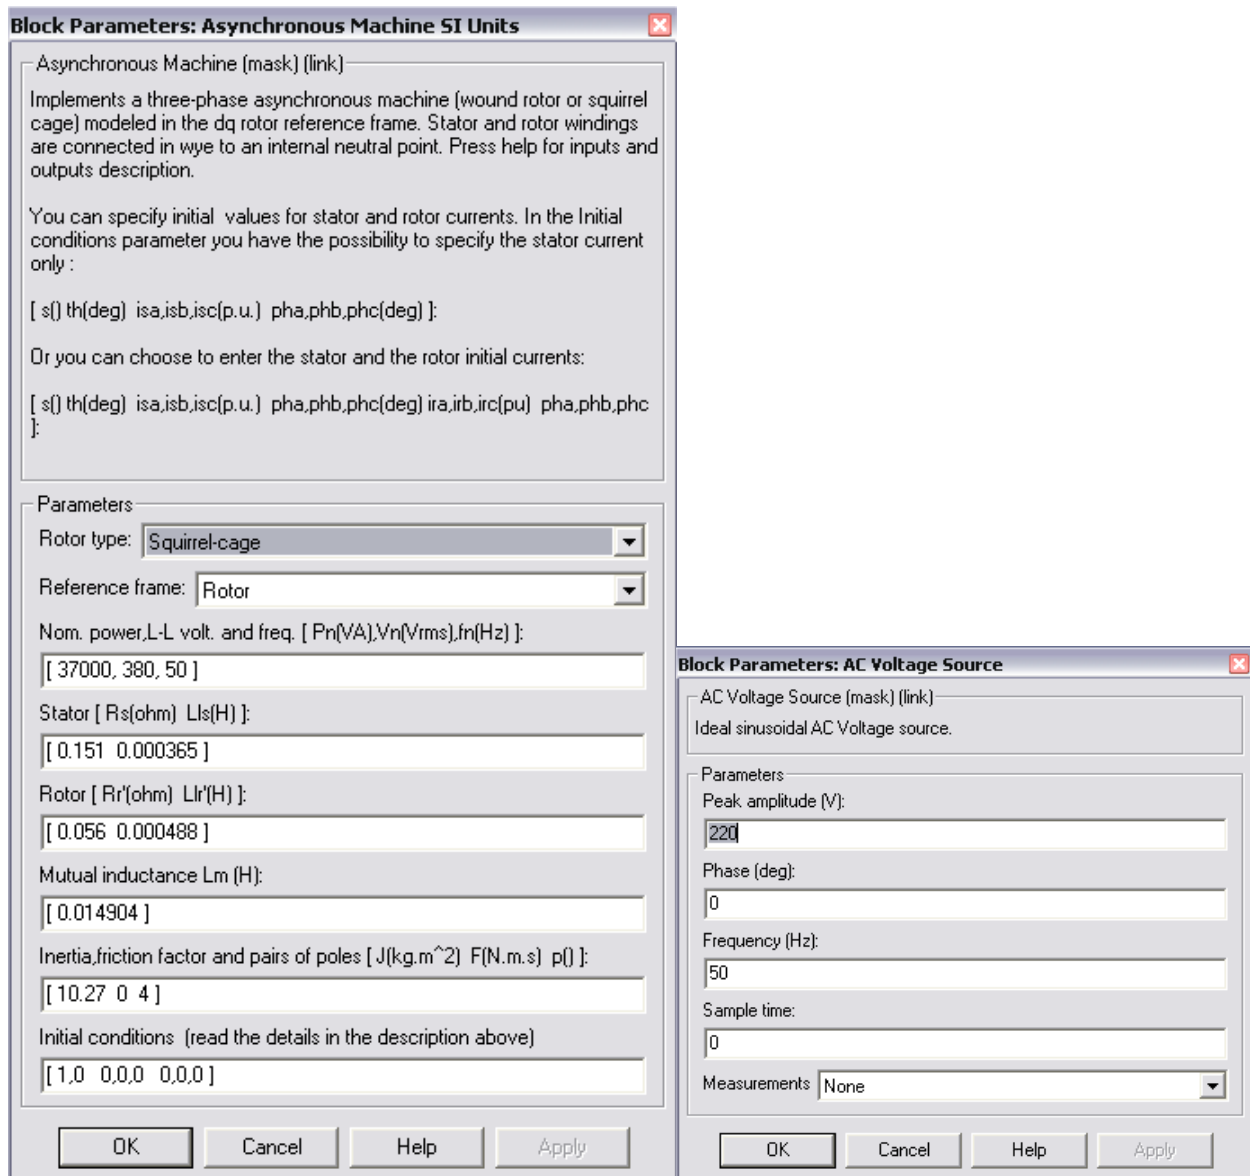 Block Parameters: Asynchronous Machine SI Units
Asynchronous Machine (mask) (link)
Implements a three-phase asynchronous machine (wound rotor or squirrel
cage) modeled in the dq rotor reference frame. Stator and rotor windings
are connected in wye to an internal neutral point. Press help for inputs and
outputs description.
You can specify initial  values for stator and rotor currents. In the Initial
conditions parameter you have the possibility to specify the stator current
only :
[ s() th(deg)  isa,isb,isc(p.u.)  pha,phb,phc(deg) ]:
Or you can choose to enter the stator and the rotor initial currents:
[ s() th(deg)  isa,isb,isc(p.u.)  pha,phb,phc(deg) ira,irb,irc(pu)  pha,phb,phc
]:
Parameters
Rotor type: Squirrel-cage
Reference frame: Rotor
Nom. power,L-L volt. and freq. [ Pn(VA),Vn(Vrms),fn(Hz) ]:
[ 37000, 380, 50 ]
Stator [ Rs(ohm)  Lls(H) ]:
[ 0.151  0.000365 ]
Rotor [ Rr'(ohm)  Llr'(H) ]:
[ 0.056  0.000488 ]
Mutual inductance Lm (H):
[ 0.014904 ]
Inertia,friction factor and pairs of poles [ J(kg.m^2)  F(N.m.s)  p() ]:
[ 10.27  0  4 ]
Initial conditions  (read the details in the description above)
[ 1,0   0,0,0   0,0,0 ]
OK Cancel Help Apply
Block Parameters: AC Voltage Source
AC Voltage Source (mask) (link)
Ideal sinusoidal AC Voltage source.
Parameters
Peak amplitude (V):
220
Phase (deg):
0
Frequency (Hz):
50
Sample time:
0
Measurements None
OK Cancel Help Apply